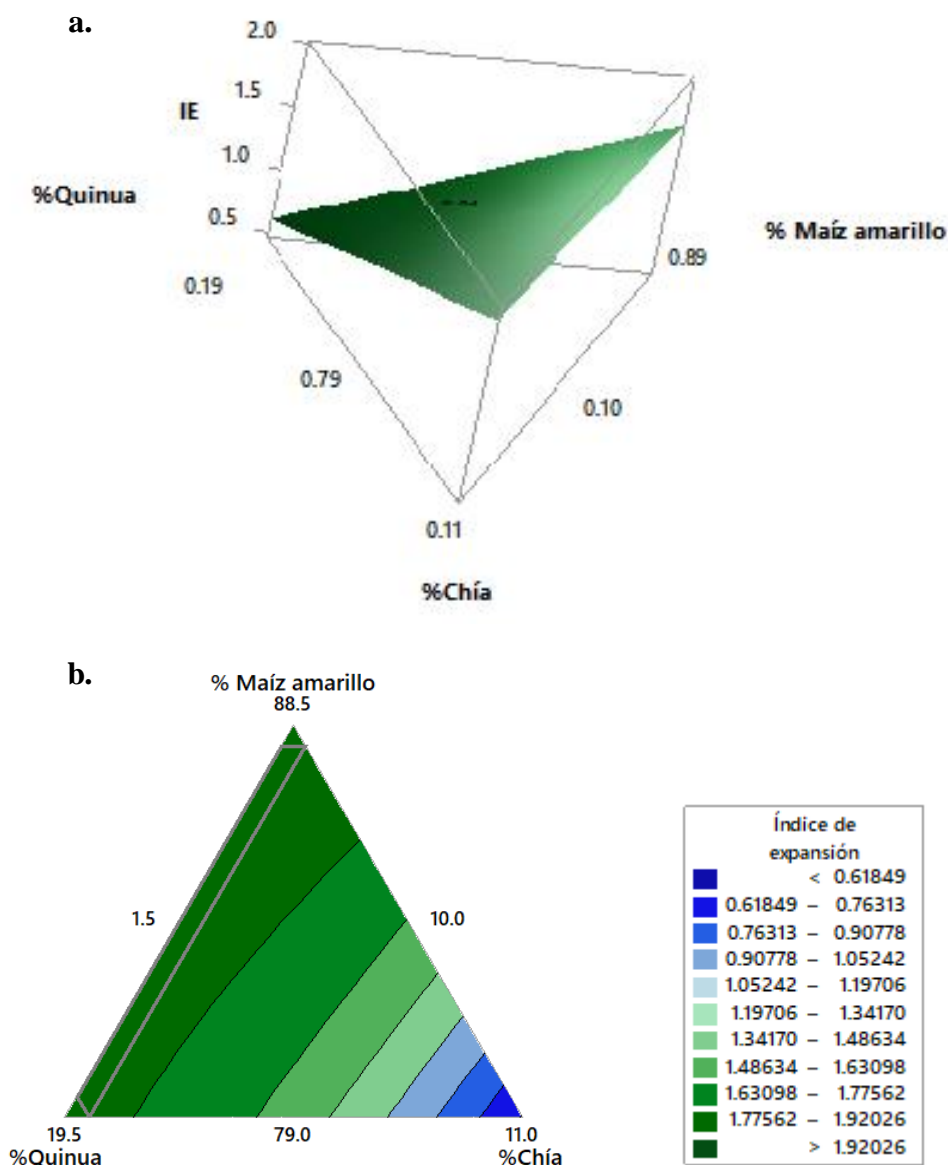 a.
2.0
1.5
IE
1.0
%Quinua
0.5
% Maíz amarillo
0.89
0.19
0.79
0.10
0.11
%Chía
b.
% Maíz amarillo
88.5
1.5
10.0
19.5
79.0
11.0
%Quinua
%Chía
Índice de
expansión
< 0.61849
0.61849 – 0.76313
0.76313 – 0.90778
0.90778 – 1.05242
1.05242 – 1.19706
1.19706 – 1.34170
1.34170 – 1.48634
1.48634 – 1.63098
1.63098 – 1.77562
1.77562 – 1.92026
> 1.92026